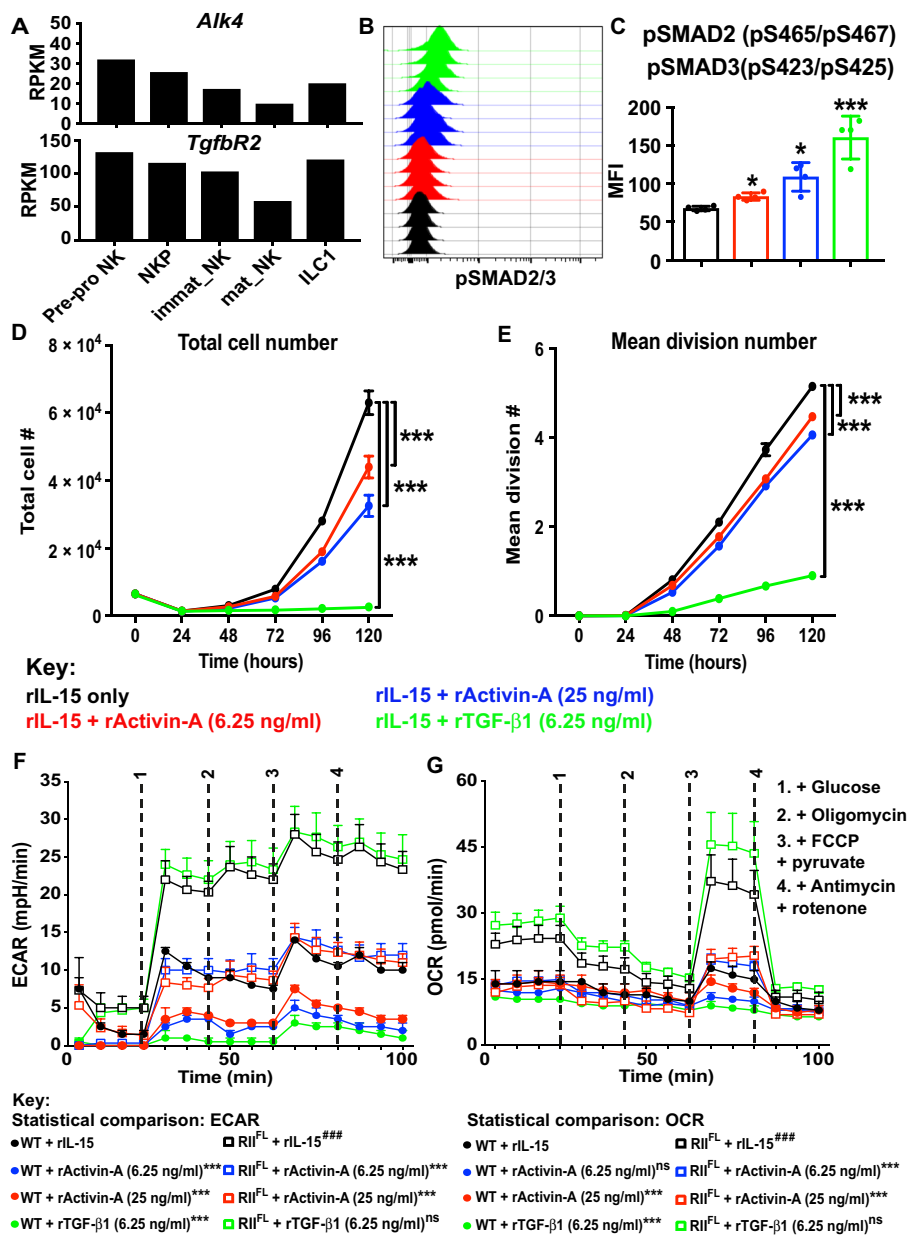 A
Alk4
RPKM
50
40
30
20
10
0
TgfbR2
RPKM
150
100
50
0
Pre-pro NK
NKP
immat_NK
mat_NK
ILC1
B
pSMAD2/3
C
pSMAD2 (pS465/pS467)
pSMAD3(pS423/pS425)
MFI
200
150
100
50
0
*
*
***
D
Total cell number
Total cell #
8 × 10⁴
6 × 10⁴
4 × 10⁴
2 × 10⁴
0
0 24 48 72 96 120
Time (hours)
***
***
***
E
Mean division number
Mean division #
6
4
2
0
0 24 48 72 96 120
Time (hours)
***
***
***
Key:
rIL-15 only
rIL-15 + rActivin-A (25 ng/ml)
rIL-15 + rActivin-A (6.25 ng/ml)
rIL-15 + rTGF-β1 (6.25 ng/ml)
F
ECAR (mpH/min)
35
30
25
20
15
10
5
0
1 2 3 4
0 50 100
Time (min)
G
OCR (pmol/min)
60
45
30
15
0
1 2 3 4
0 50 100
Time (min)
1. + Glucose
2. + Oligomycin
3. + FCCP
+ pyruvate
4. + Antimycin
+ rotenone
Key:
Statistical comparison: ECAR
WT + rIL-15
RII^FL + rIL-15^###
WT + rActivin-A (6.25 ng/ml)***
RII^FL + rActivin-A (6.25 ng/ml)***
WT + rActivin-A (25 ng/ml)***
RII^FL + rActivin-A (25 ng/ml)***
WT + rTGF-β1 (6.25 ng/ml)***
RII^FL + rTGF-β1 (6.25 ng/ml)^ns
Statistical comparison: OCR
WT + rIL-15
RII^FL + rIL-15^###
WT + rActivin-A (6.25 ng/ml)^ns
RII^FL + rActivin-A (6.25 ng/ml)***
WT + rActivin-A (25 ng/ml)***
RII^FL + rActivin-A (25 ng/ml)***
WT + rTGF-β1 (6.25 ng/ml)***
RII^FL + rTGF-β1 (6.25 ng/ml)^ns